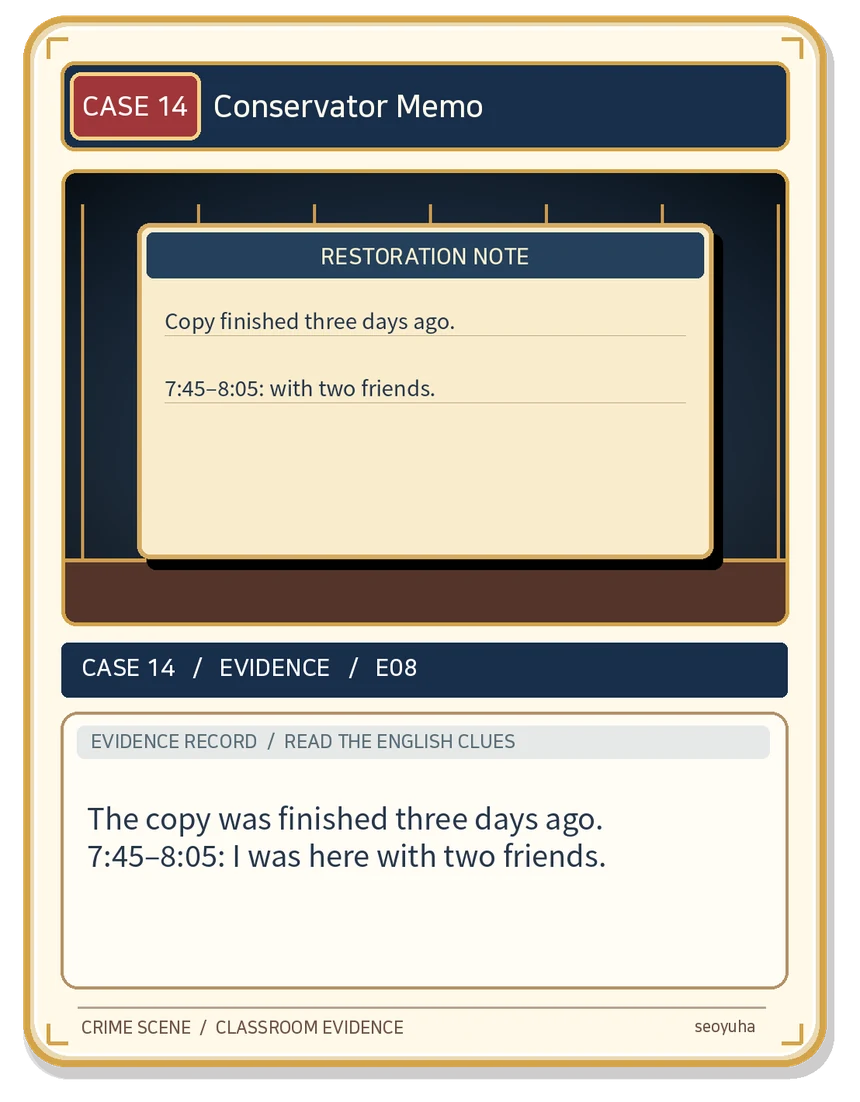 CASE 14 Conservator Memo
RESTORATION NOTE
Copy finished three days ago.
7:45–8:05: with two friends.
CASE 14 / EVIDENCE / E08
EVIDENCE RECORD / READ THE ENGLISH CLUES
The copy was finished three days ago.
7:45–8:05: I was here with two friends.
CRIME SCENE / CLASSROOM EVIDENCE seoyuha